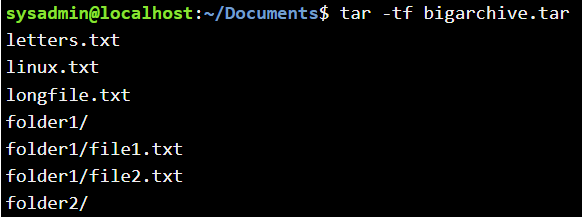 sysadmin@localhost:~/Documents$ tar -tf bigarchive.tar
letters.txt
linux.txt
longfile.txt
folder1/
folder1/file1.txt
folder1/file2.txt
folder2/